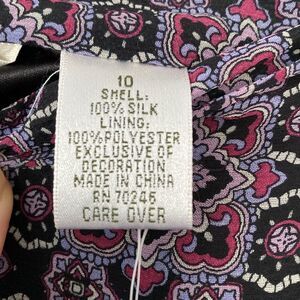 10
SHELL:
100% SILK
LINING:
100%POLYESTER
EXCLUSIVE OF
DECORATION
MADE IN CHINA
RN 70246
CARE OVER